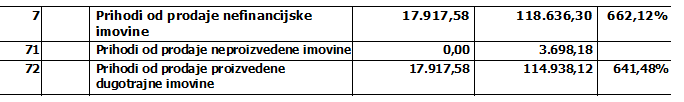 7 Prihodi od prodaje nefinancijske 17.917,58 118.636,30 662,12%
imovine
71 Prihodi od prodaje neproizvedene imovine 0,00 3.698,18
72 Prihodi od prodaje proizvedene 17.917,58 114.938,12 641,48%
dugotrajne imovine